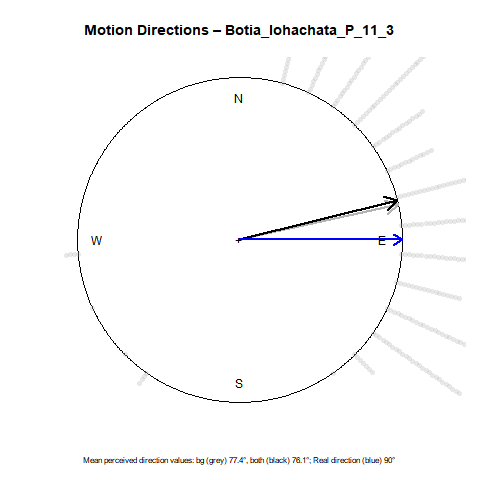 Motion Directions – Botia_lohachata_P_11_3
N
W
E
S
Mean perceived direction values: bg (grey) 77.4°, both (black) 76.1°; Real direction (blue) 90°